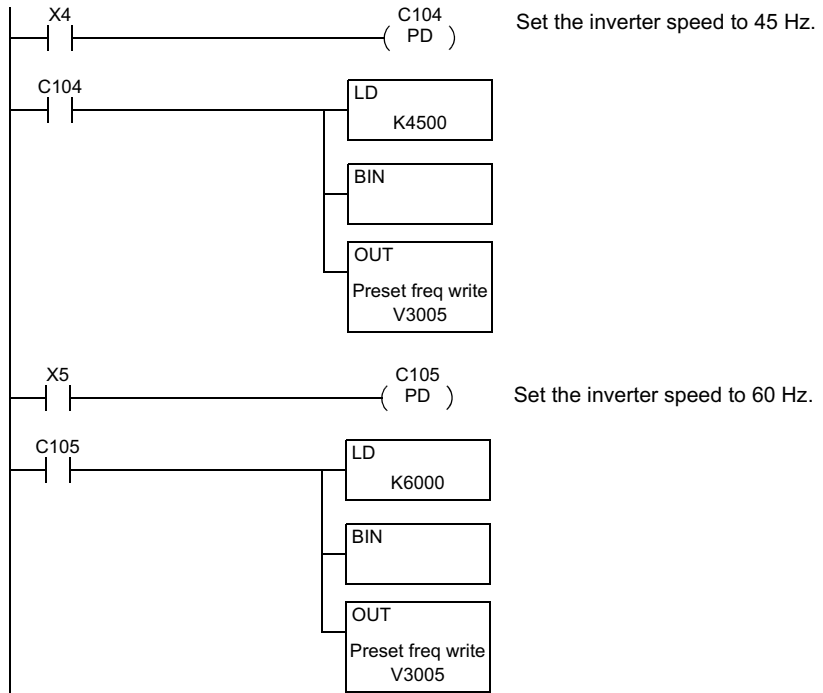 X4
C104
PD
Set the inverter speed to 45 Hz.
C104
LD
K4500
BIN
OUT
Preset freq write
V3005
X5
C105
PD
Set the inverter speed to 60 Hz.
C105
LD
K6000
BIN
OUT
Preset freq write
V3005